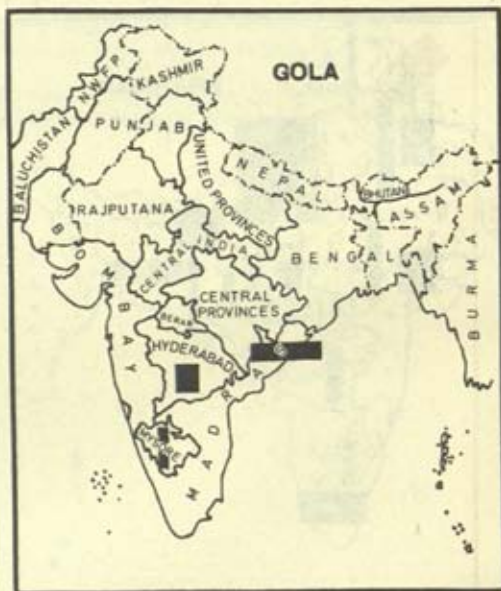 GOLA
N W F P
KASHMIR
PUNJAB
BALUCHISTAN
UNITED PROVINCES
NEPAL
BHUTAN
ASSAM
RAJPUTANA
BENGAL
BURMA
CENTRAL INDIA
BOMBAY
CENTRAL PROVINCES
BERAR
HYDERABAD
MYSORE
MADRA